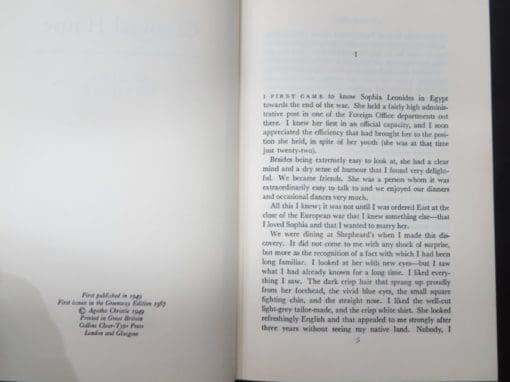 First published in 1949
First issued in the Greenway Edition 1967
© Agatha Christie 1949
Printed in Great Britain
Collins Clear-Type Press
London and Glasgow
I
I FIRST CAME to know Sophia Leonides in Egypt
towards the end of the war. She held a fairly high adminis-
trative post in one of the Foreign Office departments out
there. I knew her first in an official capacity, and I soon
appreciated the efficiency that had brought her to the posi-
tion she held, in spite of her youth (she was at that time
just twenty-two).
Besides being extremely easy to look at, she had a clear
mind and a dry sense of humour that I found very delight-
ful. We became friends. She was a person whom it was
extraordinarily easy to talk to and we enjoyed our dinners
and occasional dances very much.
All this I knew; it was not until I was ordered East at the
close of the European war that I knew something else—that
I loved Sophia and that I wanted to marry her.
We were dining at Shepheard's when I made this dis-
covery. It did not come to me with any shock of surprise,
but more as the recognition of a fact with which I had been
long familiar. I looked at her with new eyes—but I saw
what I had already known for a long time. I liked every-
thing I saw. The dark crisp hair that sprang up proudly
from her forehead, the vivid blue eyes, the small square
fighting chin, and the straight nose. I liked the well-cut
light-grey tailor-made, and the crisp white shirt. She looked
refreshingly English and that appealed to me strongly after
three years without seeing my native land. Nobody, I
5